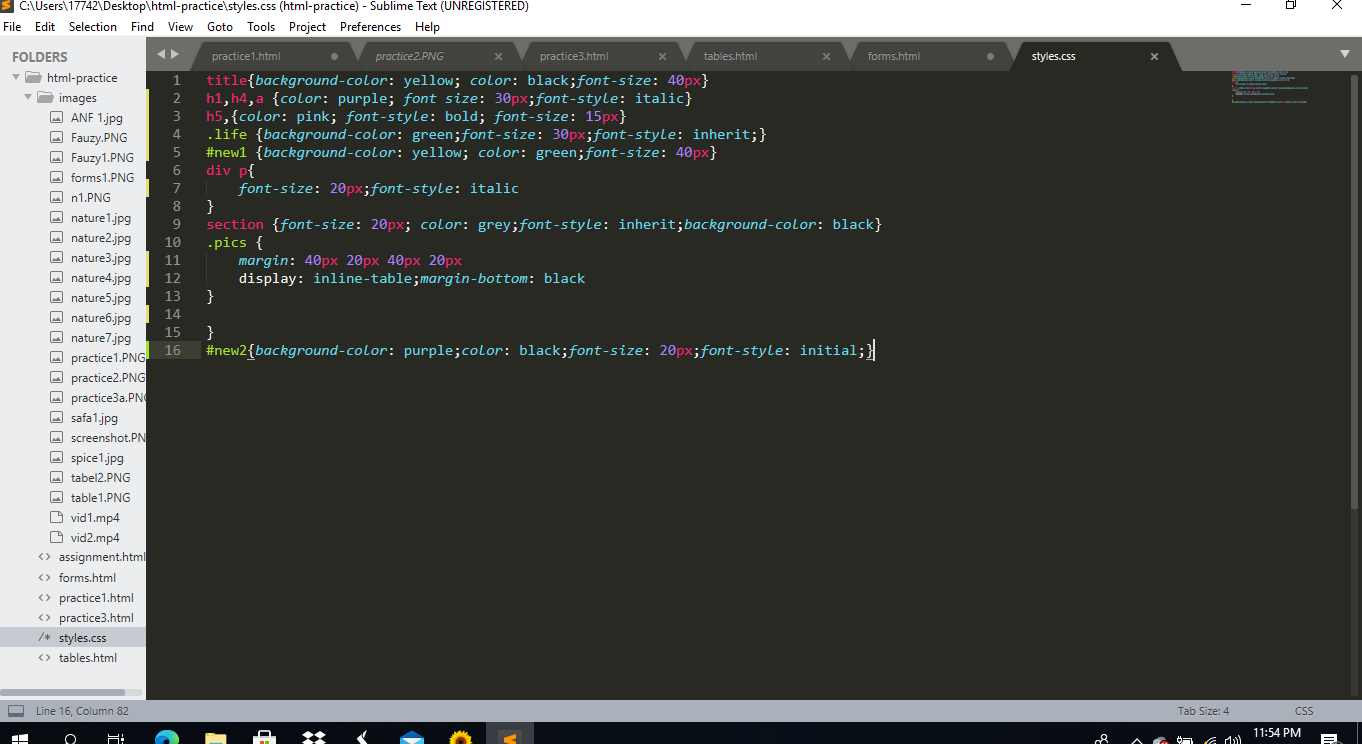 C:\Users\17742\Desktop\html-practice\styles.css (html-practice) - Sublime Text (UNREGISTERED)
File Edit Selection Find View Goto Tools Project Preferences Help
FOLDERS
html-practice
images
ANF 1.jpg
Fauzy.PNG
Fauzy1.PNG
forms1.PNG
n1.PNG
nature1.jpg
nature2.jpg
nature3.jpg
nature4.jpg
nature5.jpg
nature6.jpg
nature7.jpg
practice1.PNG
practice2.PNG
practice3a.PNG
safa1.jpg
screenshot.PN
spice1.jpg
tabel2.PNG
table1.PNG
vid1.mp4
vid2.mp4
<> assignment.html
<> forms.html
<> practice1.html
<> practice3.html
/* styles.css
<> tables.html
practice1.html practice2.PNG practice3.html tables.html forms.html styles.css
1 title{background-color: yellow; color: black;font-size: 40px}
2 h1,h4,a {color: purple; font size: 30px;font-style: italic}
3 h5,{color: pink; font-style: bold; font-size: 15px}
4 .life {background-color: green;font-size: 30px;font-style: inherit;}
5 #new1 {background-color: yellow; color: green;font-size: 40px}
6 div p{
7 font-size: 20px;font-style: italic
8 }
9 section {font-size: 20px; color: grey;font-style: inherit;background-color: black}
10 .pics {
11 margin: 40px 20px 40px 20px
12 display: inline-table;margin-bottom: black
13 }
14
15 }
16 #new2{background-color: purple;color: black;font-size: 20px;font-style: initial;}
Line 16, Column 82 Tab Size: 4 CSS
11:54 PM